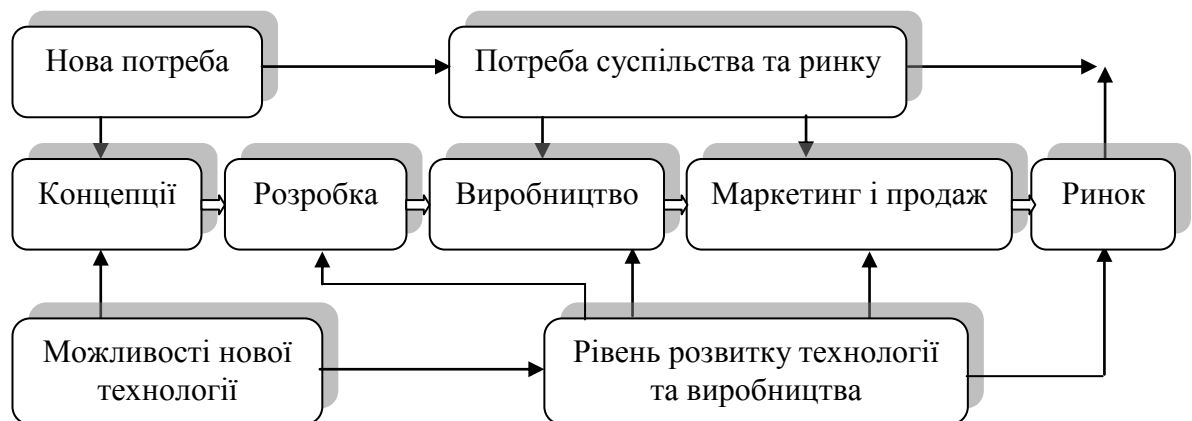 Нова потреба
Потреба суспільства та ринку
Концепції
Розробка
Виробництво
Маркетинг і продаж
Ринок
Можливості нової
технології
Рівень розвитку технології
та виробництва